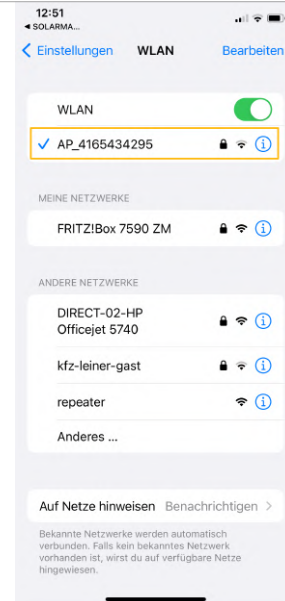 12:51
◀ SOLARMA...
Einstellungen WLAN Bearbeiten
WLAN
AP_4165434295
MEINE NETZWERKE
FRITZ!Box 7590 ZM
ANDERE NETZWERKE
DIRECT-02-HP
Officejet 5740
kfz-leiner-gast
repeater
Anderes ...
Auf Netze hinweisen Benachrichtigen
Bekannte Netzwerke werden automatisch
verbunden. Falls kein bekanntes Netzwerk
vorhanden ist, wirst du auf verfügbare Netze
hingewiesen.